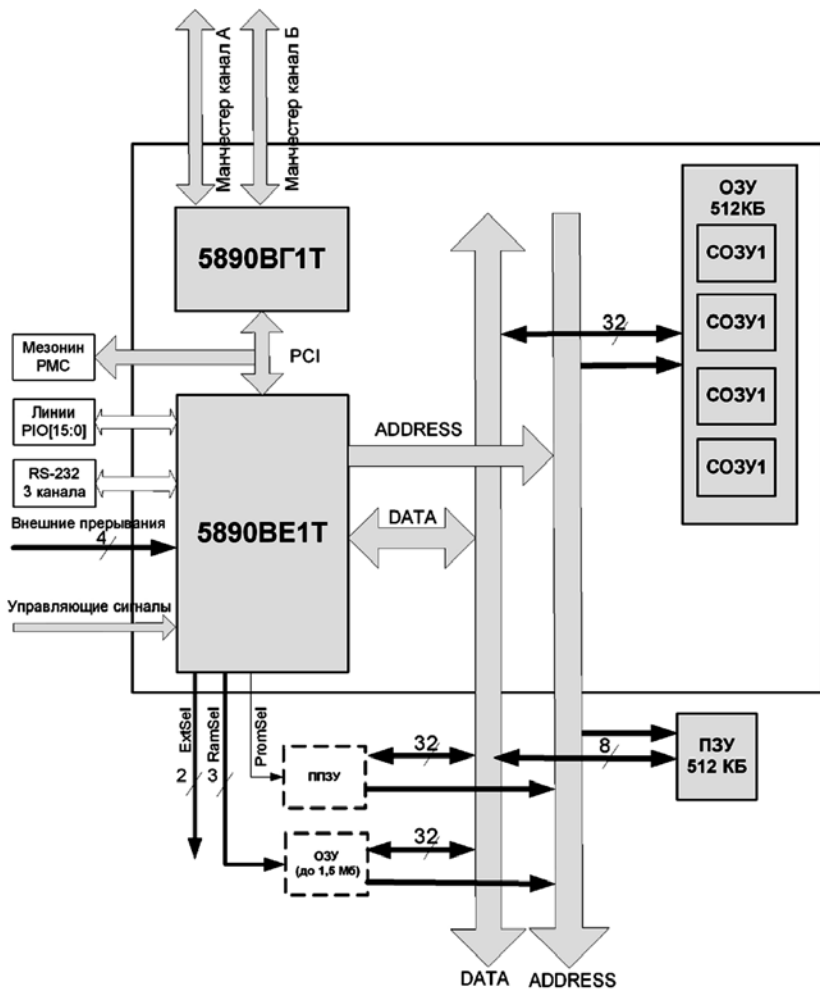 Манчестер канал А
Манчестер канал Б
5890ВГ1Т
ОЗУ
512КБ
СОЗУ1
СОЗУ1
СОЗУ1
СОЗУ1
32
Мезонин
PMC
PCI
Линии
PIO[15:0]
RS-232
3 канала
Внешние прерывания
4
Управляющие сигналы
5890ВЕ1Т
ADDRESS
DATA
ExtSel
RamSel
PromSel
2
3
ППЗУ
32
ОЗУ
(до 1,5 Мб)
32
8
ПЗУ
512 КБ
DATA
ADDRESS